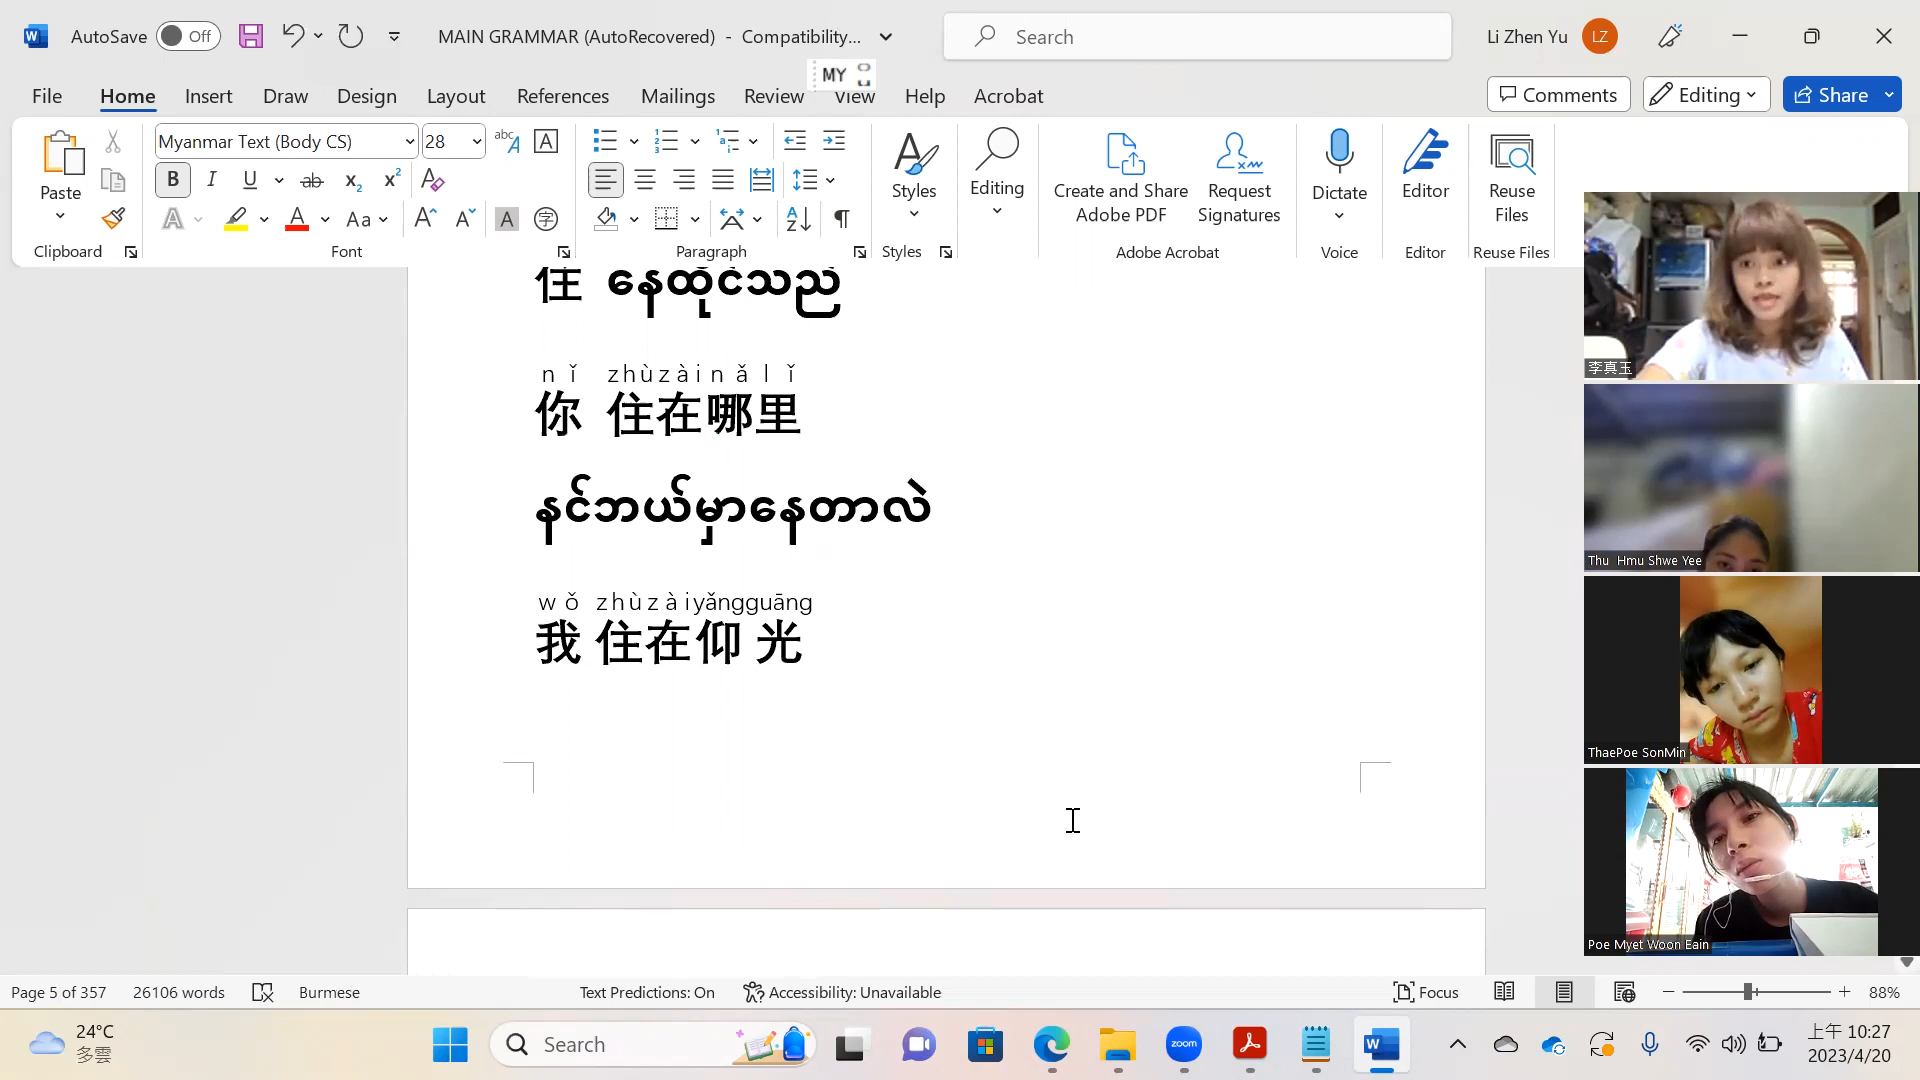 AutoSave Off MAIN GRAMMAR (AutoRecovered) - Compatibility... Search Li Zhen Yu LZ
MY
File Home Insert Draw Design Layout References Mailings Review View Help Acrobat Comments Editing Share
Myanmar Text (Body CS) 28
Paste
Styles Editing Create and Share Adobe PDF Request Signatures Dictate Editor Reuse Files
Clipboard Font Paragraph Styles Adobe Acrobat Voice Editor Reuse Files
住 နေထိုင်သည်
nǐ zhùzàinǎlǐ
你 住在哪里
နင်ဘယ်မှာနေတာလဲ
wǒ zhùzàiyǎngguāng
我 住在仰光
李真玉
Thu Hmu Shwe Yee
ThaePoe SonMin
Poe Myet Woon Eain
Page 5 of 357 26106 words Burmese Text Predictions: On Accessibility: Unavailable Focus 88%
24°C
多雲
Search
zoom
上午 10:27
2023/4/20